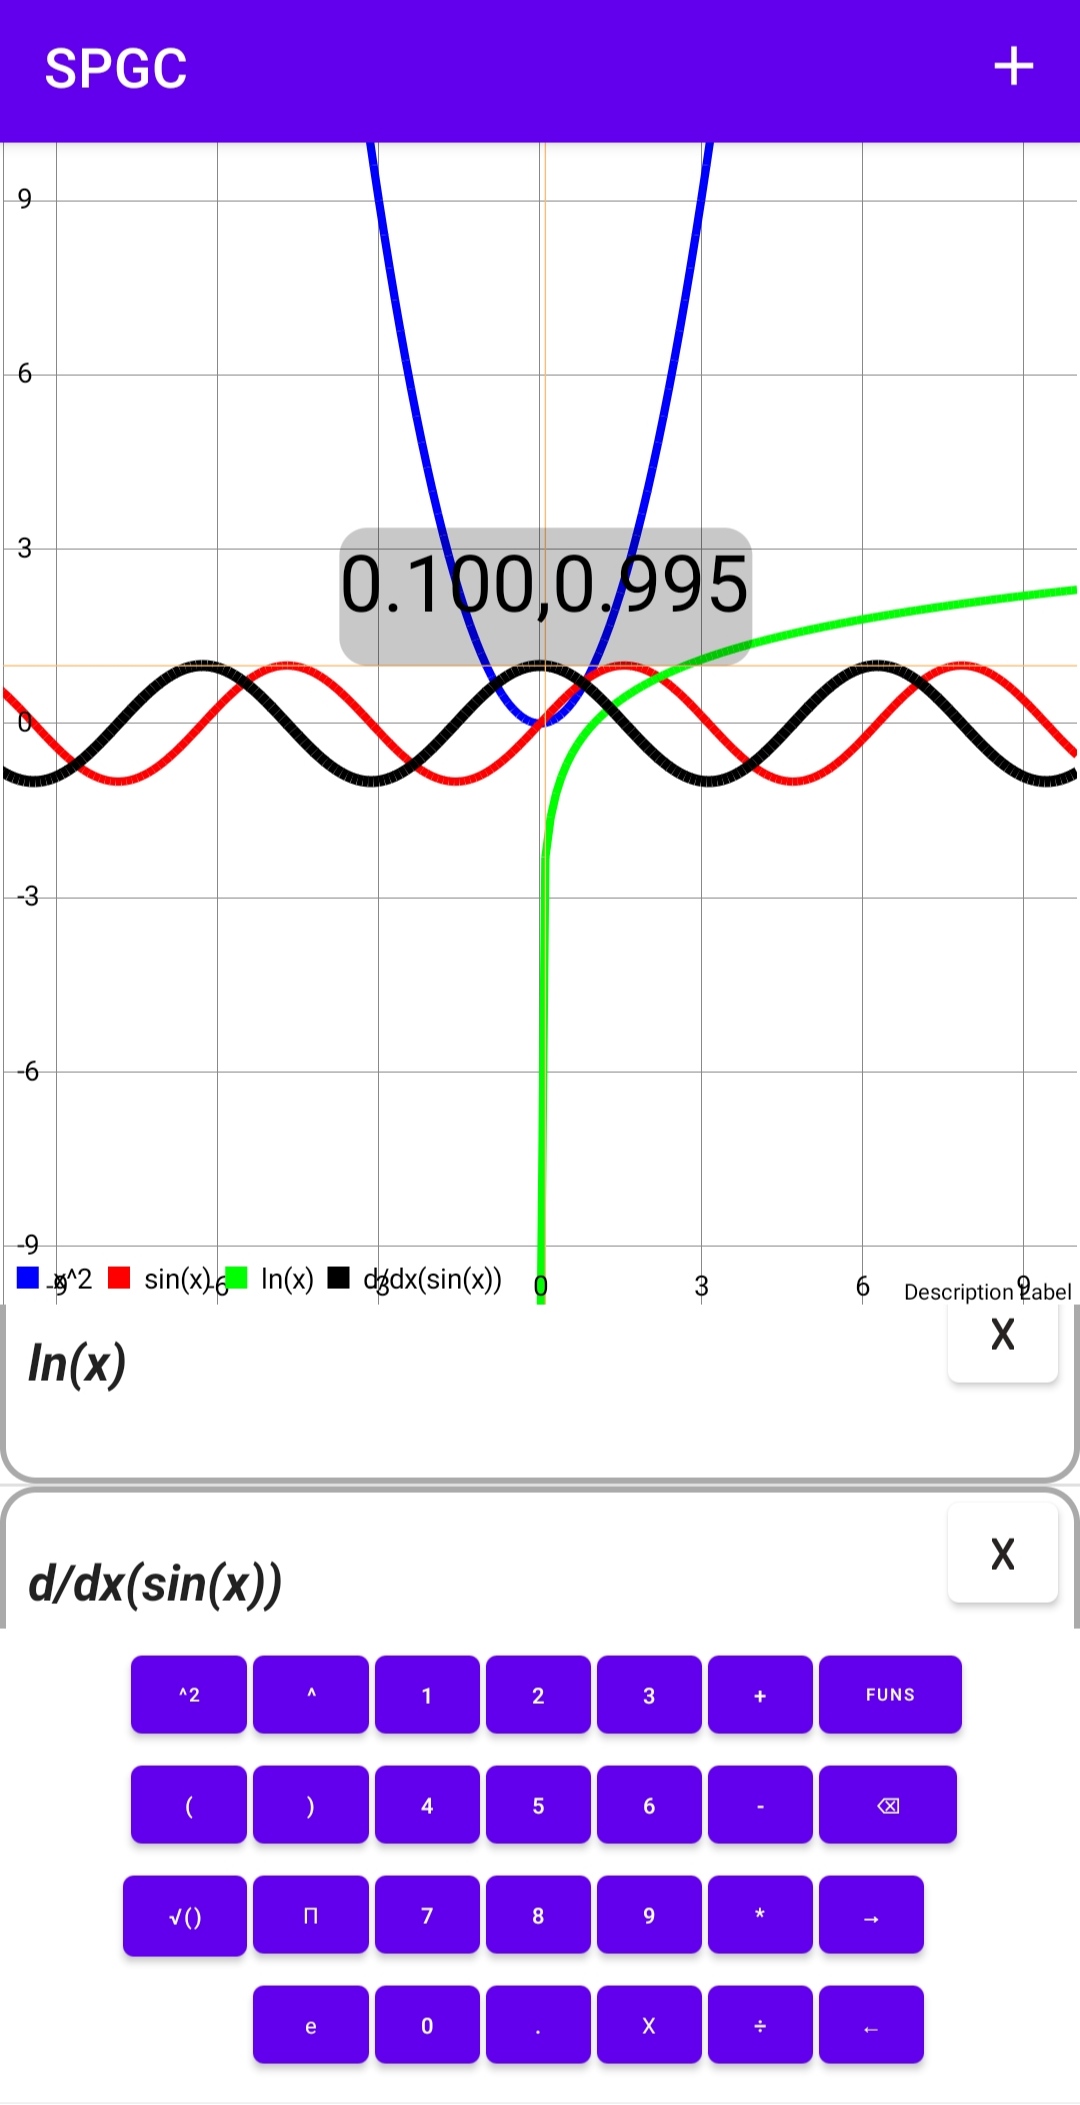 SPGC +
9
6
3
0.100,0.995
0
-3
-6
-9
x^2 sin(x) ln(x) d/dx(sin(x))
-9 -6 -3 0 3 6 9
Description Label
ln(x) X
d/dx(sin(x)) X
^2 ^ 1 2 3 + FUNS
( ) 4 5 6 - ⌫
√() П 7 8 9 * →
e 0 . X ÷ ←